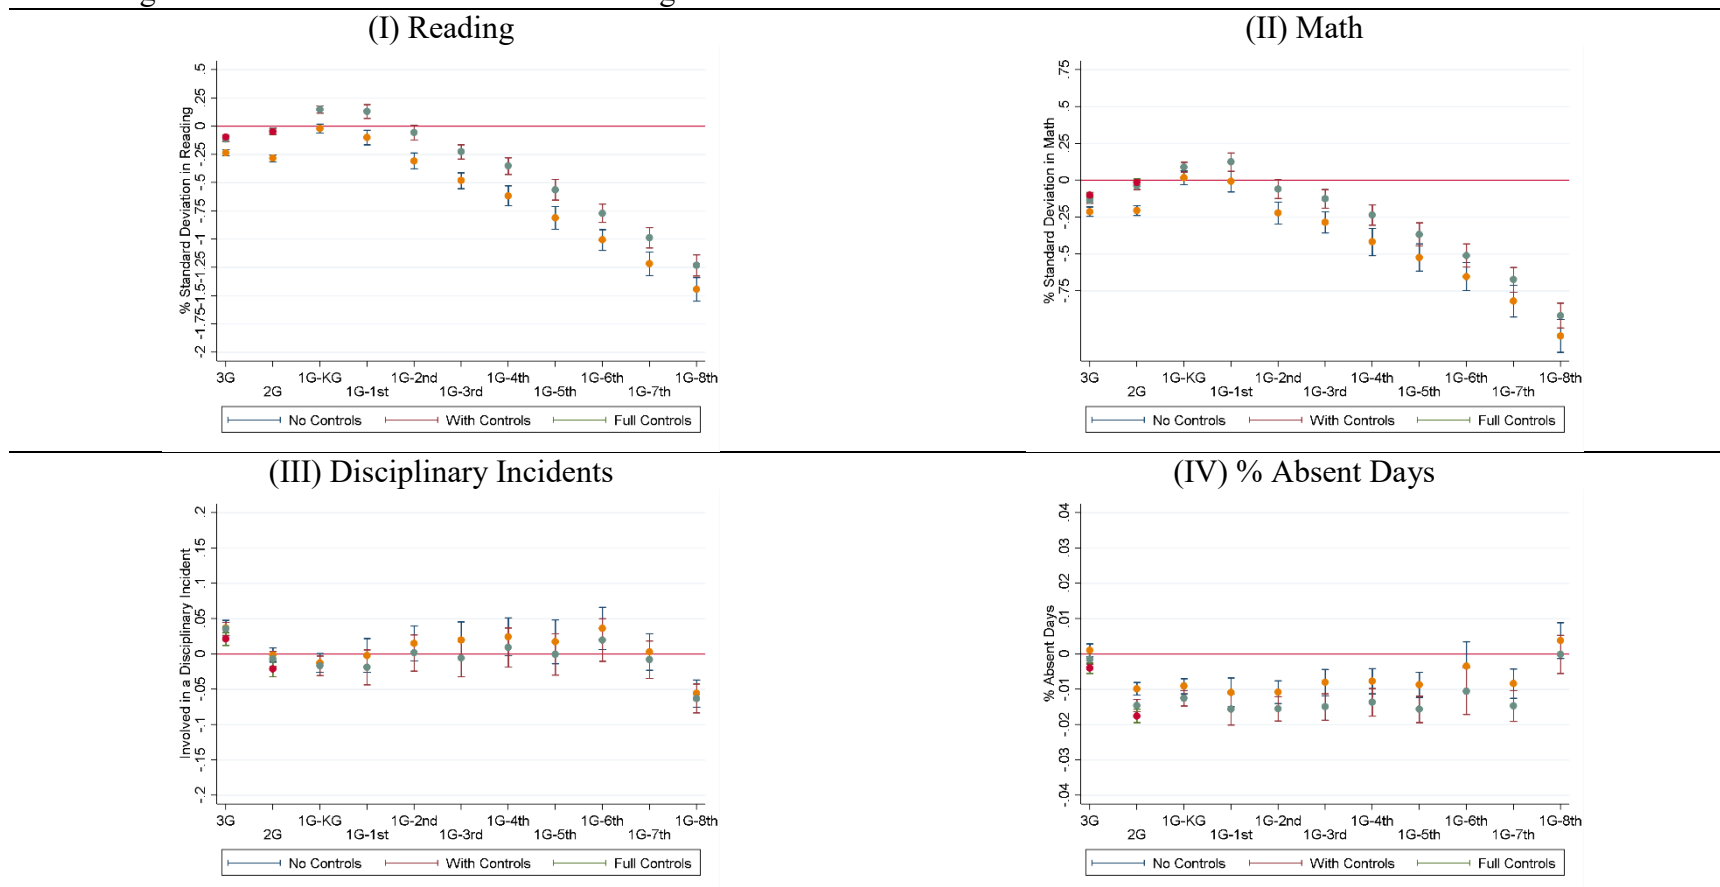 (I) Reading
(II) Math
% Standard Deviation in Reading
.5
.25
0
-.25
-.5
-.75
-1
-1.25
-1.5
-1.75
-2
3G 1G-KG 1G-2nd 1G-4th 1G-6th 1G-8th
2G 1G-1st 1G-3rd 1G-5th 1G-7th
No Controls With Controls Full Controls
% Standard Deviation in Math
.75
.5
.25
0
-.25
-.5
-.75
3G 1G-KG 1G-2nd 1G-4th 1G-6th 1G-8th
2G 1G-1st 1G-3rd 1G-5th 1G-7th
No Controls With Controls Full Controls
(III) Disciplinary Incidents
(IV) % Absent Days
Involved in a Disciplinary Incident
.2
.15
.1
.05
0
-.05
-.1
-.15
-.2
3G 1G-KG 1G-2nd 1G-4th 1G-6th 1G-8th
2G 1G-1st 1G-3rd 1G-5th 1G-7th
No Controls With Controls Full Controls
% Absent Days
.04
.03
.02
.01
0
-.01
-.02
-.03
-.04
3G 1G-KG 1G-2nd 1G-4th 1G-6th 1G-8th
2G 1G-1st 1G-3rd 1G-5th 1G-7th
No Controls With Controls Full Controls